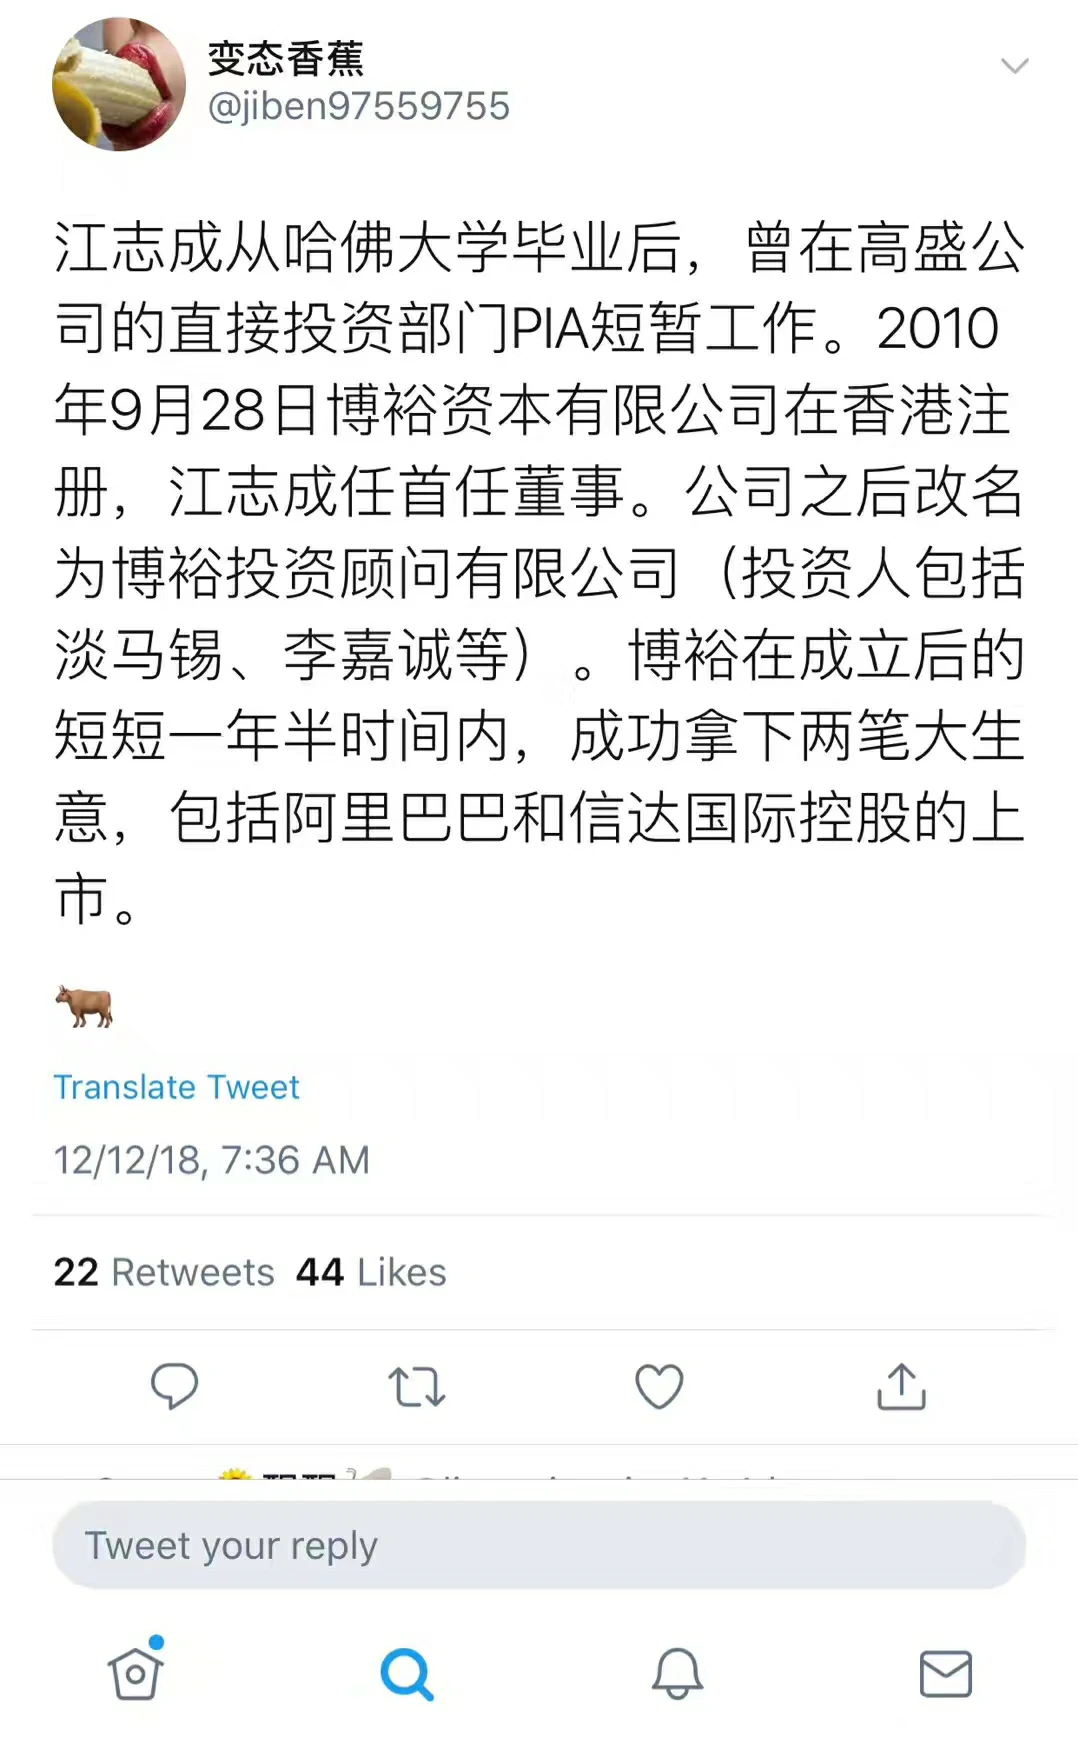 变态香蕉
@jiben97559755
江志成从哈佛大学毕业后，曾在高盛公
司的直接投资部门PIA短暂工作。2010
年9月28日博裕资本有限公司在香港注
册，江志成任首任董事。公司之后改名
为博裕投资顾问有限公司（投资人包括
淡马锡、李嘉诚等）。博裕在成立后的
短短一年半时间内，成功拿下两笔大生
意，包括阿里巴巴和信达国际控股的上
市。
🐂
Translate Tweet
12/12/18, 7:36 AM
22 Retweets 44 Likes
Tweet your reply